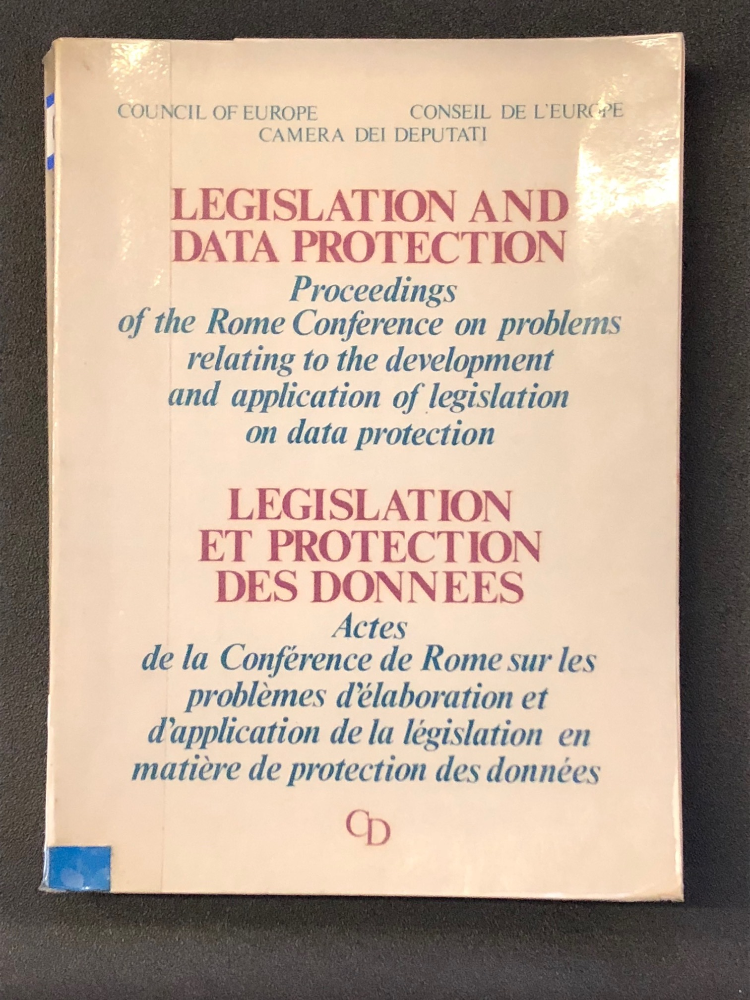 COUNCIL OF EUROPE CONSEIL DE L'EUROPE
CAMERA DEI DEPUTATI
LEGISLATION AND
DATA PROTECTION
Proceedings
of the Rome Conference on problems
relating to the development
and application of legislation
on data protection
LEGISLATION
ET PROTECTION
DES DONNEES
Actes
de la Conférence de Rome sur les
problèmes d'élaboration et
d'application de la législation en
matière de protection des données
CD